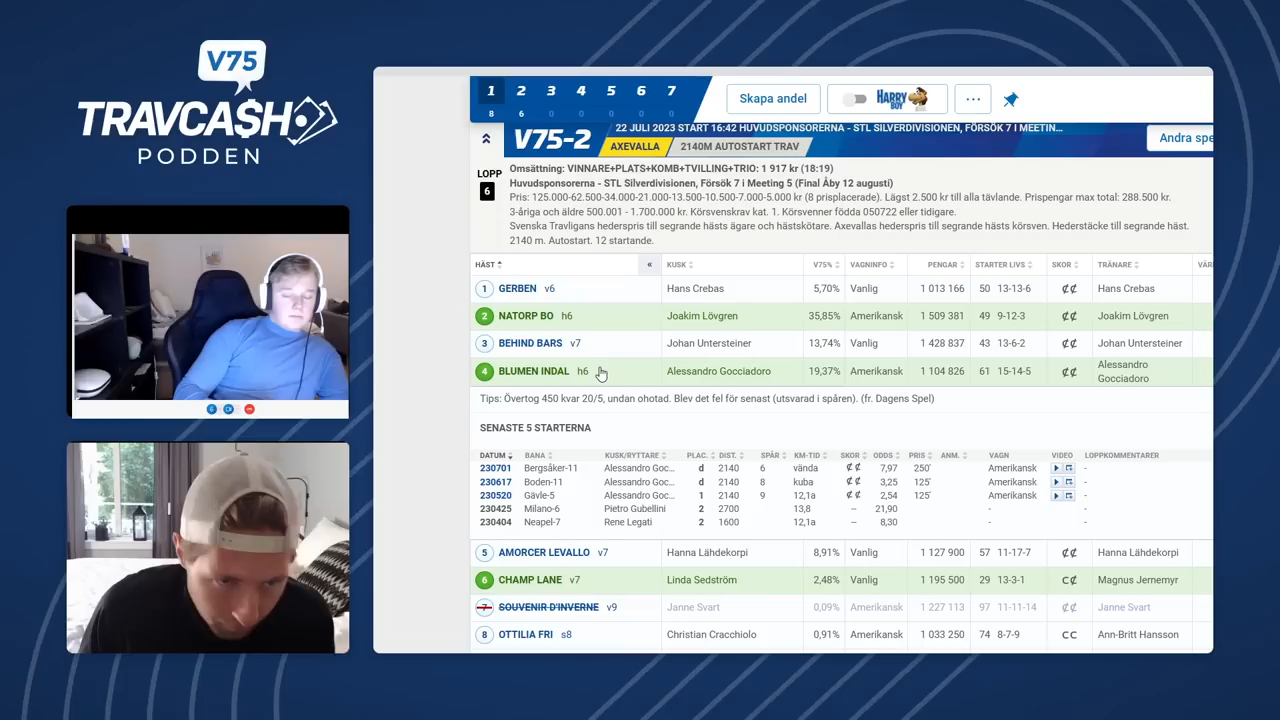 V75
TRAVCA$H
PODDEN
1 2 3 4 5 6 7
8 6 0 0 0 0 0
Skapa andel
HARRY BOY
...
V75-2
22 JULI 2023 START 16:42 HUVUDSPONSORERNA - STL SILVERDIVISIONEN, FÖRSÖK 7 I MEETIN...
AXEVALLA
2140M AUTOSTART TRAV
Ändra spe
LOPP
6
Omsättning: VINNARE+PLATS+KOMB+TVILLING+TRIO: 1 917 kr (18:19)
Huvudsponsorerna - STL Silverdivisionen, Försök 7 i Meeting 5 (Final Åby 12 augusti)
Pris: 125.000-62.500-34.000-21.000-13.500-10.500-7.000-5.000 kr (8 prisplacerade). Lägst 2.500 kr till alla tävlande. Prispengar max total: 288.500 kr.
3-åriga och äldre 500.001 - 1.700.000 kr. Körsvenskrav kat. 1. Körsvenner födda 050722 eller tidigare.
Svenska Travligans hederspris till segrande hästs ägare och hästskötare. Axevallas hederspris till segrande hästs körsven. Hederstäcke till segrande häst.
2140 m. Autostart. 12 startande.
HÄST « KUSK V75% VAGNINFO PENGAR STARTER LIVS SKOR TRÄNARE VÄR
1 GERBEN v6 Hans Crebas 5,70% Vanlig 1 013 166 50 13-13-6 ȼȼ Hans Crebas
2 NATORP BO h6 Joakim Lövgren 35,85% Amerikansk 1 509 381 49 9-12-3 ȼȼ Joakim Lövgren
3 BEHIND BARS v7 Johan Untersteiner 13,74% Vanlig 1 428 837 43 13-6-2 ȼȼ Johan Untersteiner
4 BLUMEN INDAL h6 Alessandro Gocciadoro 19,37% Amerikansk 1 104 826 61 15-14-5 ȼȼ Alessandro Gocciadoro
Tips: Övertog 450 kvar 20/5, undan ohotad. Blev det fel för senast (utsvarad i spåren). (fr. Dagens Spel)
SENASTE 5 STARTERNA
DATUM BANA KUSK/RYTTARE PLAC. DIST. SPÅR KM-TID SKOR ODDS PRIS ANM. VAGN VIDEO LOPPKOMMENTARER
230701 Bergsåker-11 Alessandro Goc... d 2140 6 vända ȼȼ 7,97 250' Amerikansk -
230617 Boden-11 Alessandro Goc... d 2140 8 kuba ȼȼ 3,25 125' Amerikansk -
230520 Gävle-5 Alessandro Goc... 1 2140 9 12,1a ȼȼ 2,54 125' Amerikansk -
230425 Milano-6 Pietro Gubellini 2 2700 13,8 -- 21,90 - - -
230404 Neapel-7 Rene Legati 2 1600 12,1a -- 8,30 - - -
5 AMORCER LEVALLO v7 Hanna Lähdekorpi 8,91% Vanlig 1 127 900 57 11-17-7 ȼȼ Hanna Lähdekorpi
6 CHAMP LANE v7 Linda Sedström 2,48% Vanlig 1 195 500 29 13-3-1 Cȼ Magnus Jernemyr
7 SOUVENIR D'INVERNE v9 Janne Svart 0,09% Amerikansk 1 227 113 97 11-11-14 ȼȼ Janne Svart
8 OTTILIA FRI s8 Christian Cracchiolo 0,91% Amerikansk 1 033 250 74 8-7-9 CC Ann-Britt Hansson